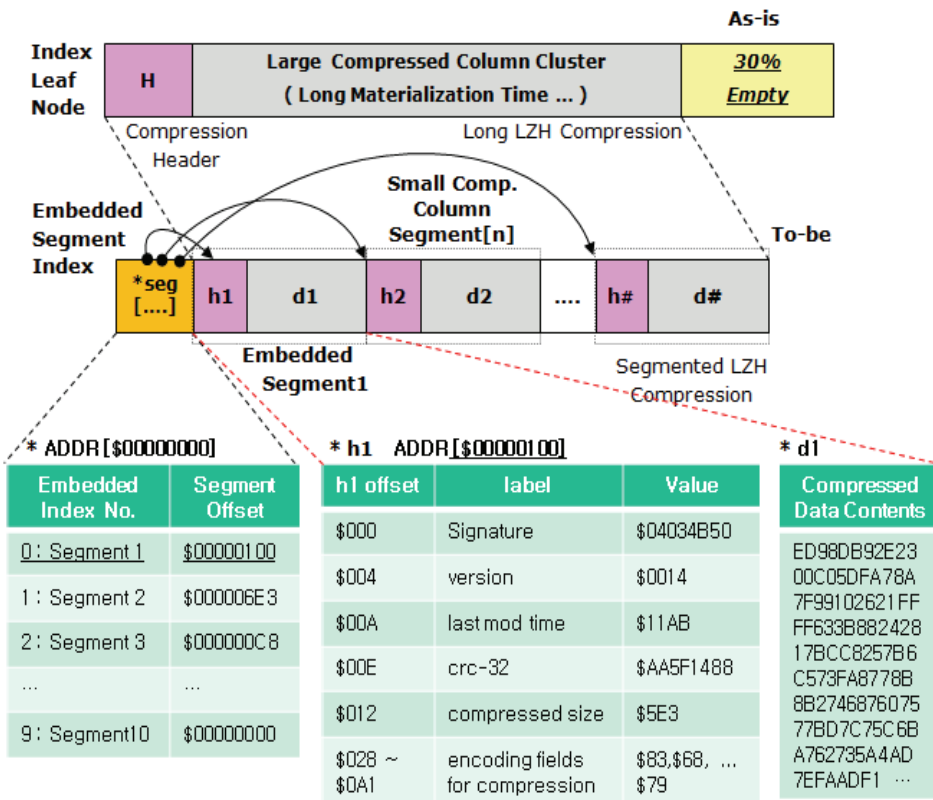 As-is
Index
Leaf
Node
H
Large Compressed Column Cluster
( Long Materialization Time ... )
30%
Empty
Compression
Header
Long LZH Compression
Embedded
Segment
Index
Small Comp.
Column
Segment[n]
To-be
*seg
[....]
h1
d1
h2
d2
....
h#
d#
Embedded
Segment1
Segmented LZH
Compression
* ADDR[$00000000]
Embedded
Index No.
Segment
Offset
0: Segment 1
$00000100
1: Segment 2
$000006E3
2: Segment 3
$000000C8
...
...
9: Segment10
$00000000
* h1 ADDR[$00000100]
h1 offset
label
Value
$000
Signature
$04034B50
$004
version
$0014
$00A
last mod time
$11AB
$00E
crc-32
$AA5F1488
$012
compressed size
$5E3
$028 ~
$0A1
encoding fields
for compression
$83,$68, ...
$79
* d1
Compressed
Data Contents
ED98DB92E23
00C05DFA78A
7F99102621FF
FF633B882428
17BCC8257B6
C573FA8778B
8B2746876075
77BD7C75C6B
A762735A4AD
7EFAADF1 ...